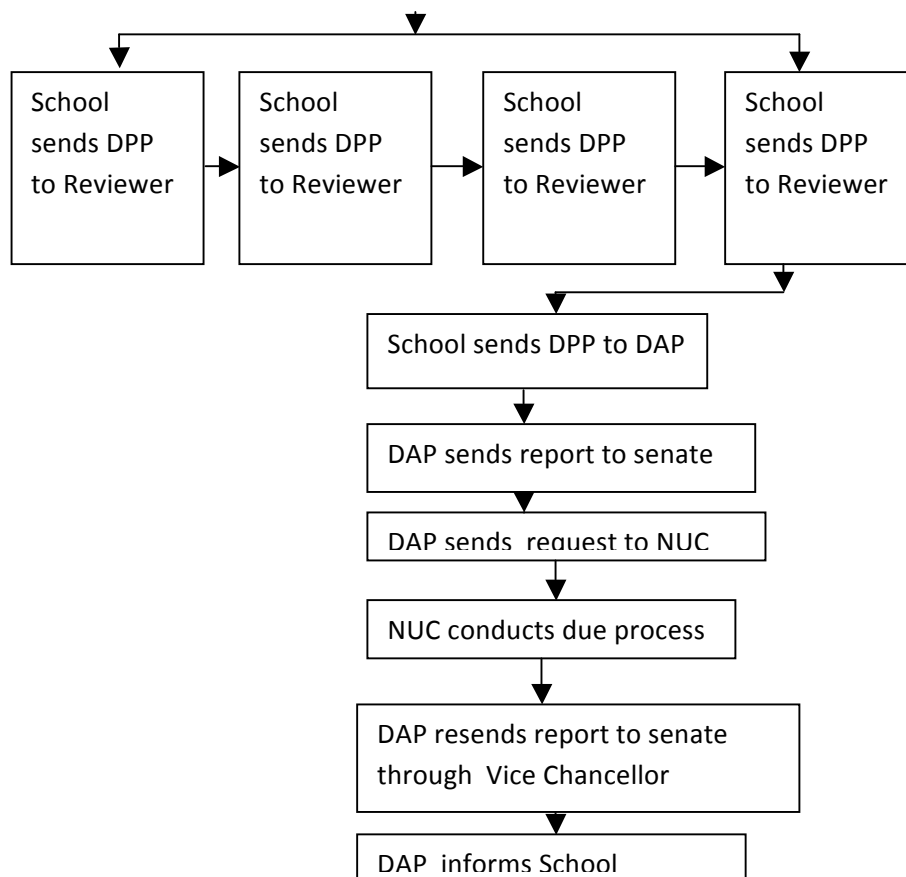 School
sends DPP
to Reviewer
School
sends DPP
to Reviewer
School
sends DPP
to Reviewer
School
sends DPP
to Reviewer
School sends DPP to DAP
DAP sends report to senate
DAP sends  request to NUC
NUC conducts due process
DAP resends report to senate
through  Vice Chancellor
DAP  informs School